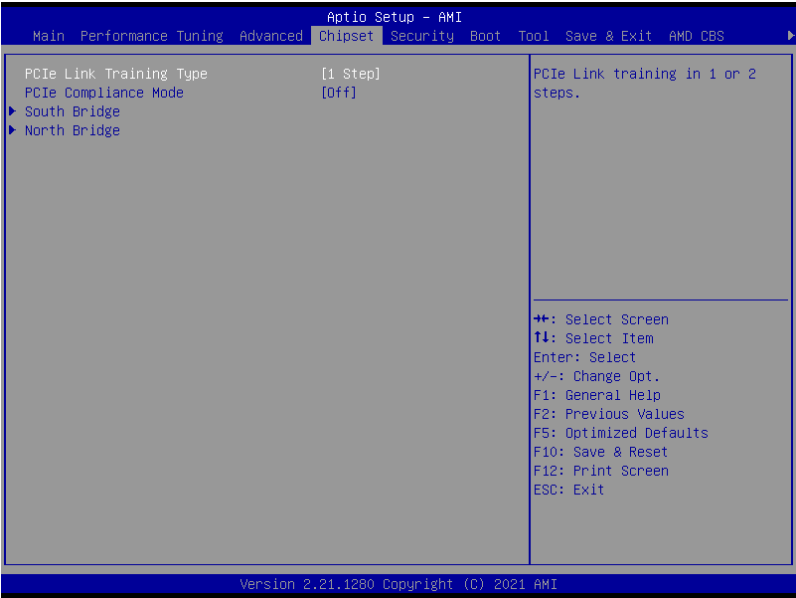 Aptio Setup - AMI
Main Performance Tuning Advanced Chipset Security Boot Tool Save & Exit AMD CBS
PCIe Link Training Type [1 Step]
PCIe Compliance Mode [Off]
South Bridge
North Bridge
PCIe Link training in 1 or 2
steps.
→←: Select Screen
↑↓: Select Item
Enter: Select
+/-: Change Opt.
F1: General Help
F2: Previous Values
F5: Optimized Defaults
F10: Save & Reset
F12: Print Screen
ESC: Exit
Version 2.21.1280 Copyright (C) 2021 AMI